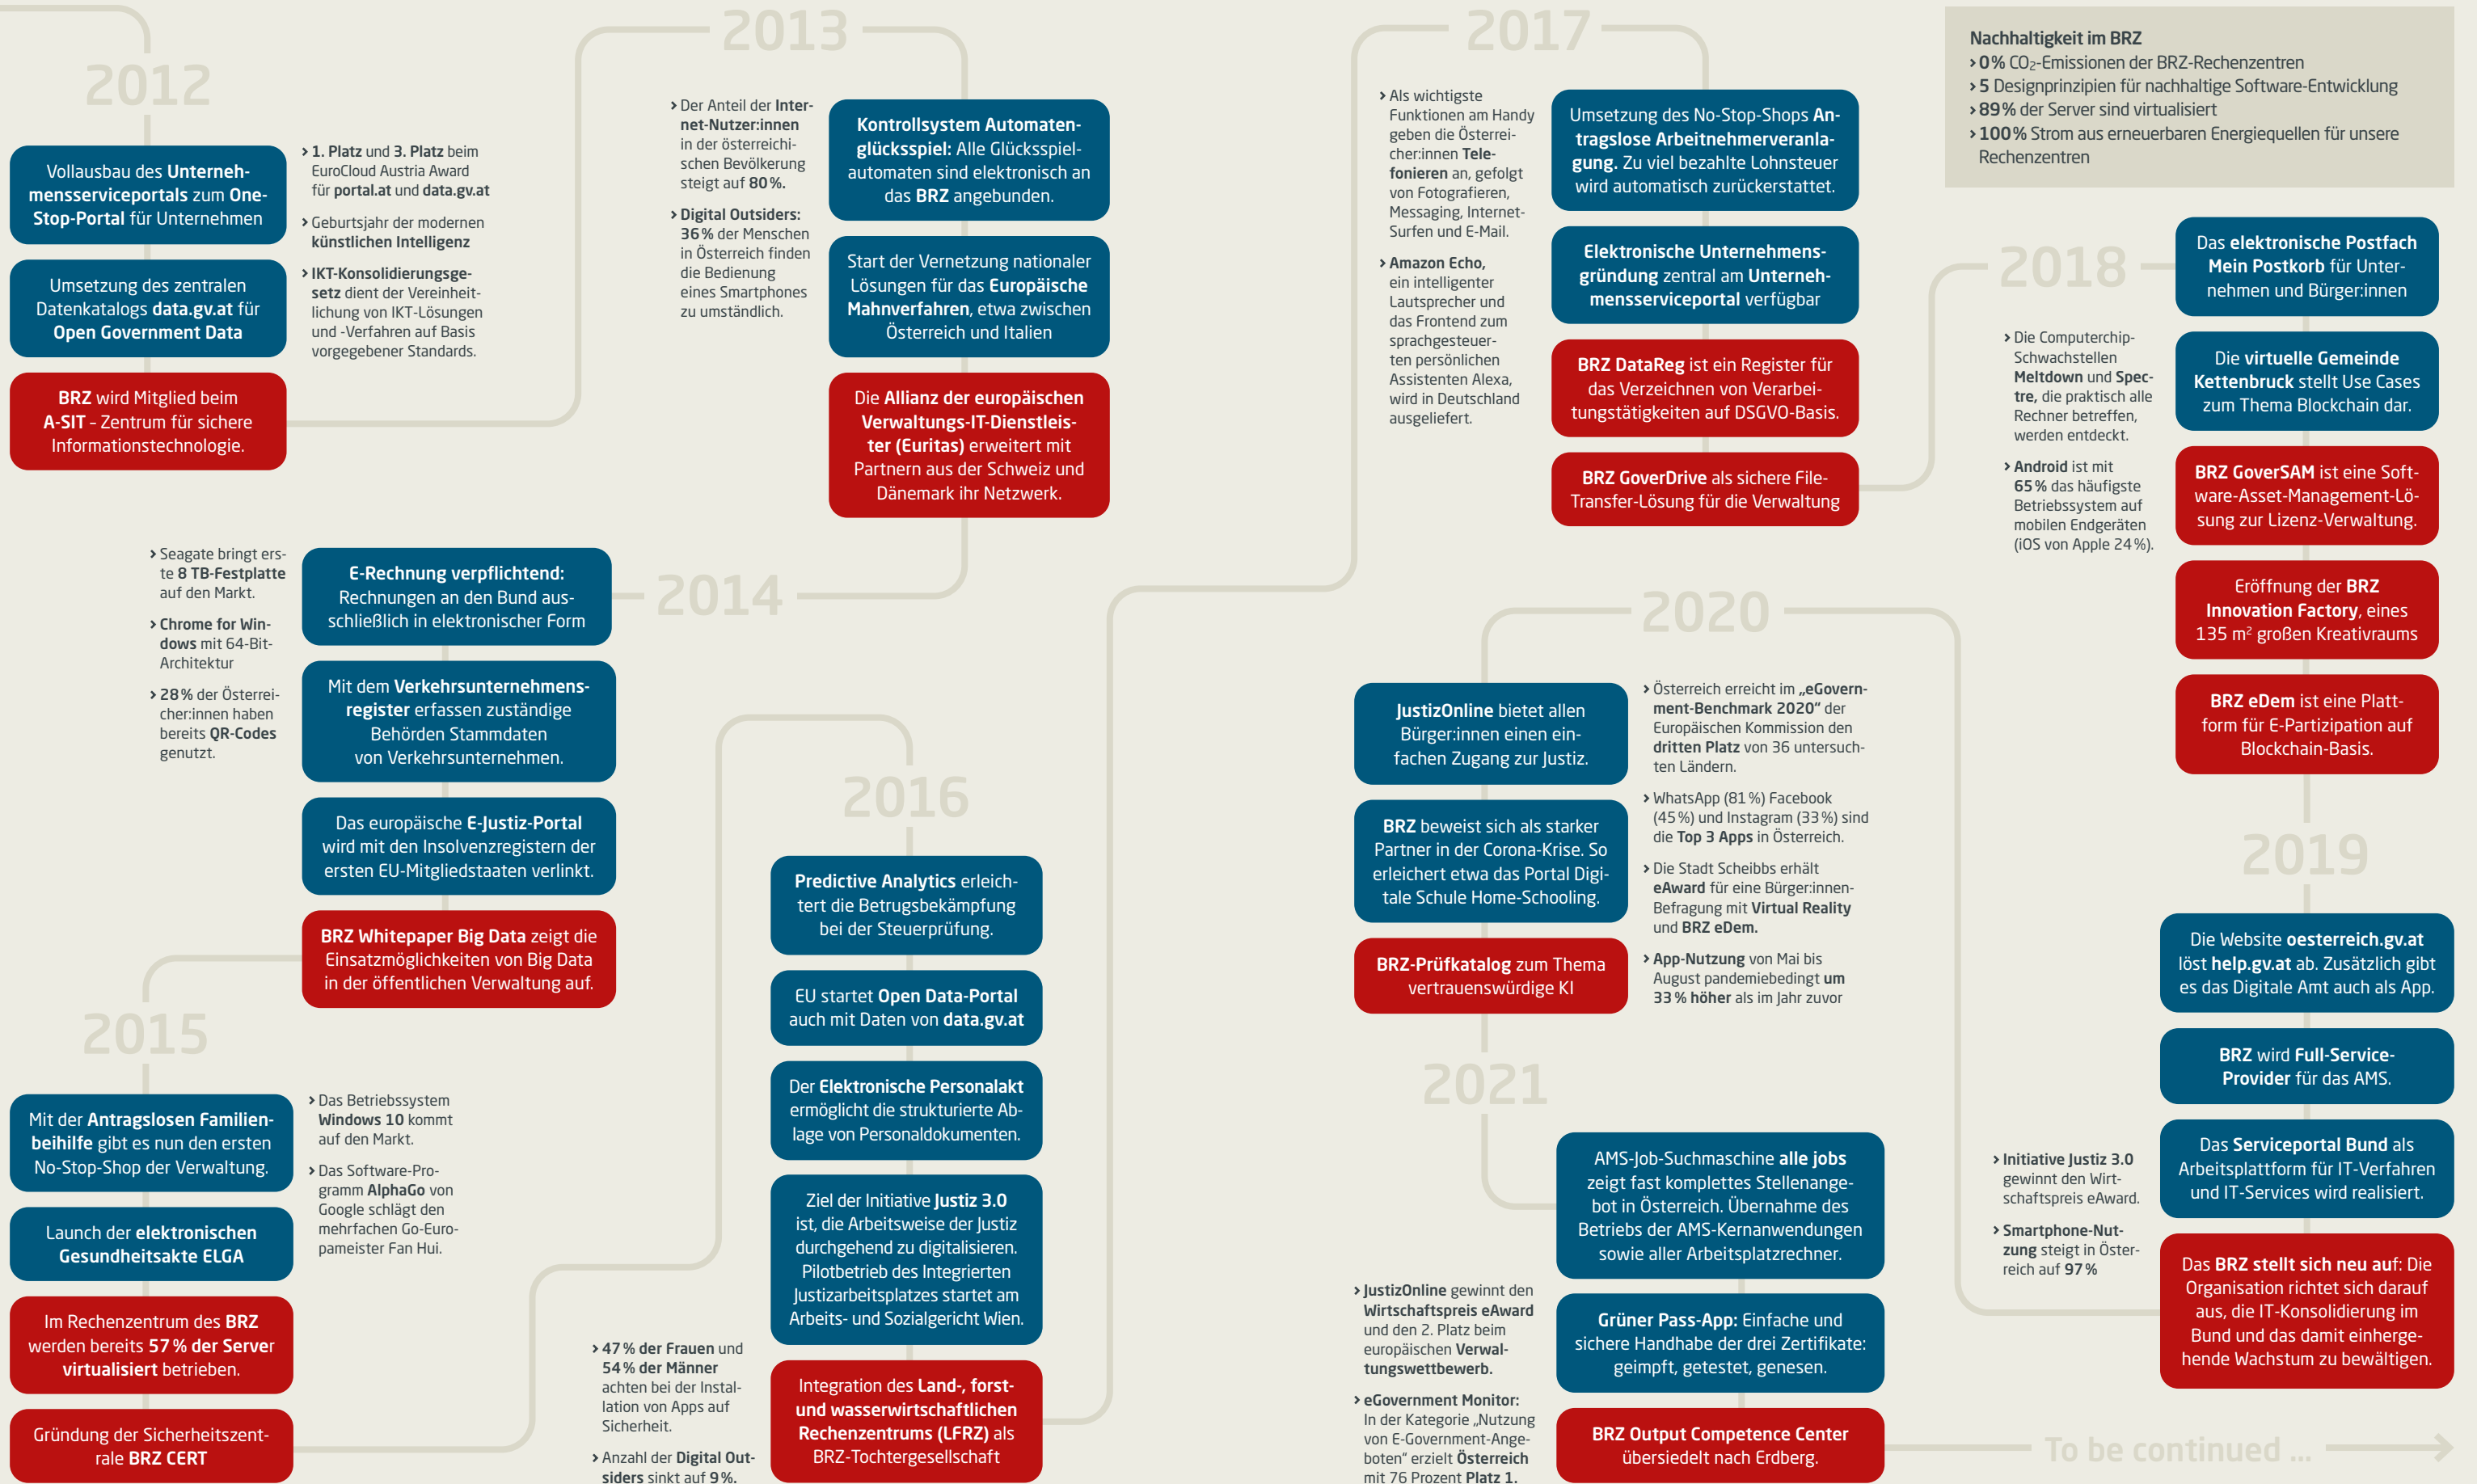 2012
Vollausbau des Unterneh-
mensserviceportals zum One-
Stop-Portal für Unternehmen
Umsetzung des zentralen
Datenkatalogs data.gv.at für
Open Government Data
BRZ wird Mitglied beim
A-SIT – Zentrum für sichere
Informationstechnologie.
› 1. Platz und 3. Platz beim
EuroCloud Austria Award
für portal.at und data.gv.at
› Geburtsjahr der modernen
künstlichen Intelligenz
› IKT-Konsolidierungsge-
setz dient der Vereinheit-
lichung von IKT-Lösungen
und -Verfahren auf Basis
vorgegebener Standards.
2013
› Der Anteil der Inter-
net-Nutzer:innen
in der österreichi-
schen Bevölkerung
steigt auf 80 %.
› Digital Outsiders:
36 % der Menschen
in Österreich finden
die Bedienung
eines Smartphones
zu umständlich.
Kontrollsystem Automaten-
glücksspiel: Alle Glücksspiel-
automaten sind elektronisch an
das BRZ angebunden.
Start der Vernetzung nationaler
Lösungen für das Europäische
Mahnverfahren, etwa zwischen
Österreich und Italien
Die Allianz der europäischen
Verwaltungs-IT-Dienstleis-
ter (Euritas) erweitert mit
Partnern aus der Schweiz und
Dänemark ihr Netzwerk.
2014
› Seagate bringt ers-
te 8 TB-Festplatte
auf den Markt.
› Chrome for Win-
dows mit 64-Bit-
Architektur
› 28 % der Österrei-
cher:innen haben
bereits QR-Codes
genutzt.
E-Rechnung verpflichtend:
Rechnungen an den Bund aus-
schließlich in elektronischer Form
Mit dem Verkehrsunternehmens-
register erfassen zuständige
Behörden Stammdaten
von Verkehrsunternehmen.
Das europäische E-Justiz-Portal
wird mit den Insolvenzregistern der
ersten EU-Mitgliedstaaten verlinkt.
BRZ Whitepaper Big Data zeigt die
Einsatzmöglichkeiten von Big Data
in der öffentlichen Verwaltung auf.
2015
Mit der Antragslosen Familien-
beihilfe gibt es nun den ersten
No-Stop-Shop der Verwaltung.
Launch der elektronischen
Gesundheitsakte ELGA
Im Rechenzentrum des BRZ
werden bereits 57 % der Server
virtualisiert betrieben.
Gründung der Sicherheitszent-
rale BRZ CERT
› Das Betriebssystem
Windows 10 kommt
auf den Markt.
› Das Software-Pro-
gramm AlphaGo von
Google schlägt den
mehrfachen Go-Euro-
pameister Fan Hui.
2016
Predictive Analytics erleich-
tert die Betrugsbekämpfung
bei der Steuerprüfung.
EU startet Open Data-Portal
auch mit Daten von data.gv.at
Der Elektronische Personalakt
ermöglicht die strukturierte Ab-
lage von Personaldokumenten.
Ziel der Initiative Justiz 3.0
ist, die Arbeitsweise der Justiz
durchgehend zu digitalisieren.
Pilotbetrieb des Integrierten
Justizarbeitsplatzes startet am
Arbeits- und Sozialgericht Wien.
Integration des Land-, forst-
und wasserwirtschaftlichen
Rechenzentrums (LFRZ) als
BRZ-Tochtergesellschaft
› 47 % der Frauen und
54 % der Männer
achten bei der Instal-
lation von Apps auf
Sicherheit.
› Anzahl der Digital Out-
siders sinkt auf 9 %.
2017
› Als wichtigste
Funktionen am Handy
geben die Österrei-
cher:innen Tele-
fonieren an, gefolgt
von Fotografieren,
Messaging, Internet-
Surfen und E-Mail.
› Amazon Echo,
ein intelligenter
Lautsprecher und
das Frontend zum
sprachgesteuer-
ten persönlichen
Assistenten Alexa,
wird in Deutschland
ausgeliefert.
Umsetzung des No-Stop-Shops An-
tragslose Arbeitnehmerveranla-
gung. Zu viel bezahlte Lohnsteuer
wird automatisch zurückerstattet.
Elektronische Unternehmens-
gründung zentral am Unterneh-
mensserviceportal verfügbar
BRZ DataReg ist ein Register für
das Verzeichnen von Verarbei-
tungstätigkeiten auf DSGVO-Basis.
BRZ GoverDrive als sichere File-
Transfer-Lösung für die Verwaltung
Nachhaltigkeit im BRZ
› 0 % CO₂-Emissionen der BRZ-Rechenzentren
› 5 Designprinzipien für nachhaltige Software-Entwicklung
› 89 % der Server sind virtualisiert
› 100 % Strom aus erneuerbaren Energiequellen für unsere
Rechenzentren
2018
› Die Computerchip-
Schwachstellen
Meltdown und Spec-
tre, die praktisch alle
Rechner betreffen,
werden entdeckt.
› Android ist mit
65 % das häufigste
Betriebssystem auf
mobilen Endgeräten
(iOS von Apple 24 %).
Das elektronische Postfach
Mein Postkorb für Unter-
nehmen und Bürger:innen
Die virtuelle Gemeinde
Kettenbruck stellt Use Cases
zum Thema Blockchain dar.
BRZ GoverSAM ist eine Soft-
ware-Asset-Management-Lö-
sung zur Lizenz-Verwaltung.
Eröffnung der BRZ
Innovation Factory, eines
135 m² großen Kreativraums
BRZ eDem ist eine Platt-
form für E-Partizipation auf
Blockchain-Basis.
2019
Die Website oesterreich.gv.at
löst help.gv.at ab. Zusätzlich gibt
es das Digitale Amt auch als App.
BRZ wird Full-Service-
Provider für das AMS.
Das Serviceportal Bund als
Arbeitsplattform für IT-Verfahren
und IT-Services wird realisiert.
Das BRZ stellt sich neu auf: Die
Organisation richtet sich darauf
aus, die IT-Konsolidierung im
Bund und das damit einherge-
hende Wachstum zu bewältigen.
› Initiative Justiz 3.0
gewinnt den Wirt-
schaftspreis eAward.
› Smartphone-Nut-
zung steigt in Öster-
reich auf 97 %
2020
JustizOnline bietet allen
Bürger:innen einen ein-
fachen Zugang zur Justiz.
BRZ beweist sich als starker
Partner in der Corona-Krise. So
erleichert etwa das Portal Digi-
tale Schule Home-Schooling.
BRZ-Prüfkatalog zum Thema
vertrauenswürdige KI
› Österreich erreicht im „eGovern-
ment-Benchmark 2020“ der
Europäischen Kommission den
dritten Platz von 36 untersuch-
ten Ländern.
› WhatsApp (81 %) Facebook
(45 %) und Instagram (33 %) sind
die Top 3 Apps in Österreich.
› Die Stadt Scheibbs erhält
eAward für eine Bürger:innen-
Befragung mit Virtual Reality
und BRZ eDem.
› App-Nutzung von Mai bis
August pandemiebedingt um
33 % höher als im Jahr zuvor
2021
AMS-Job-Suchmaschine alle jobs
zeigt fast komplettes Stellenange-
bot in Österreich. Übernahme des
Betriebs der AMS-Kernanwendungen
sowie aller Arbeitsplatzrechner.
Grüner Pass-App: Einfache und
sichere Handhabe der drei Zertifikate:
geimpft, getestet, genesen.
BRZ Output Competence Center
übersiedelt nach Erdberg.
› JustizOnline gewinnt den
Wirtschaftspreis eAward
und den 2. Platz beim
europäischen Verwal-
tungswettbewerb.
› eGovernment Monitor:
In der Kategorie „Nutzung
von E-Government-Ange-
boten“ erzielt Österreich
mit 76 Prozent Platz 1.
To be continued ...